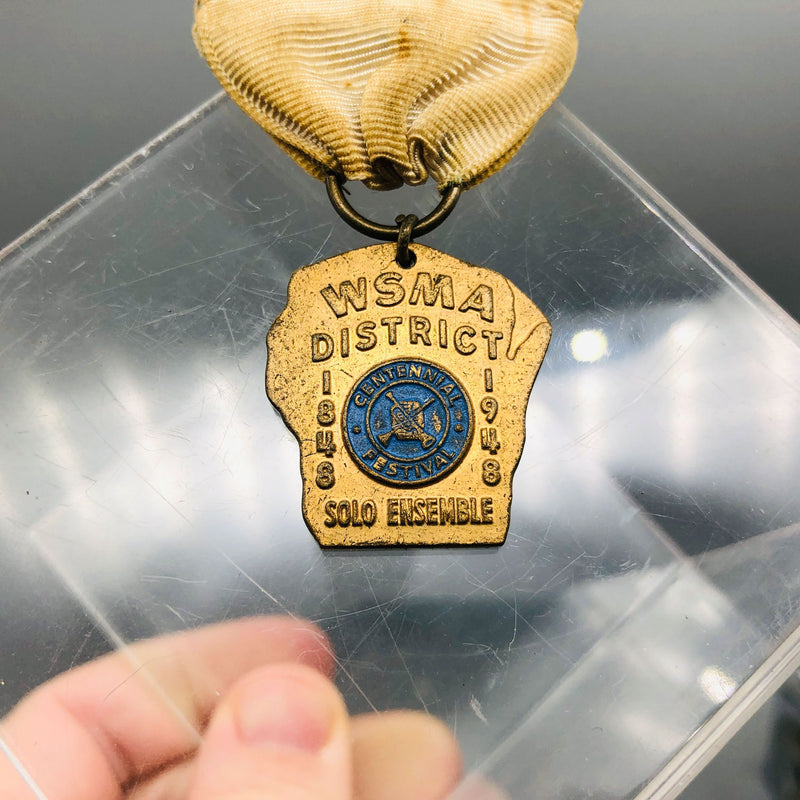 WSMA
DISTRICT
1848
CENTENNIAL
FESTIVAL
1948
SOLO ENSEMBLE